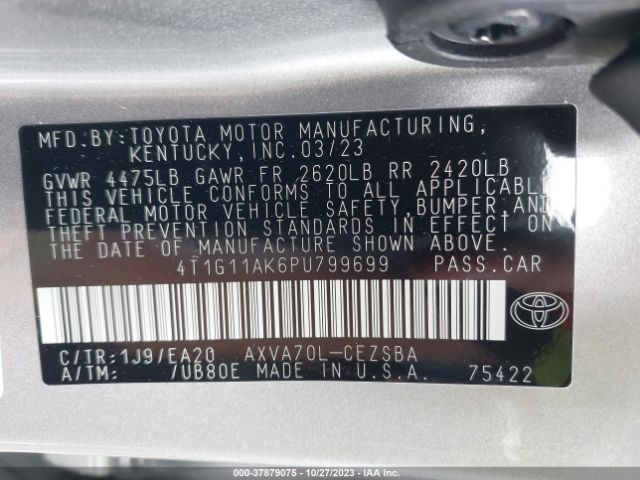 MFD.BY:TOYOTA MOTOR MANUFACTURING,
KENTUCKY,INC.03/23
GVWR 4475LB GAWR FR 2620LB RR 2420LB
THIS VEHICLE CONFORMS TO ALL APPLICABLE
FEDERAL MOTOR VEHICLE SAFETY,BUMPER,AND
THEFT PREVENTION STANDARDS IN EFFECT ON
THE DATE OF MANUFACTURE SHOWN ABOVE.
4T1G11AK6PU799699 PASS.CAR
C/TR:1J9/EA20 AXVA70L-CEZSBA
A/TM: /UB80E MADE IN U.S.A. 75422
000-37879075 - 10/27/2023 - IAAI.com